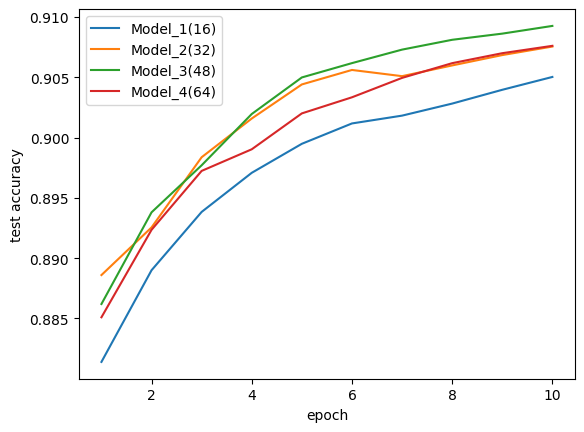 0.910
0.905
0.900
0.895
0.890
0.885
test accuracy
Model_1(16)
Model_2(32)
Model_3(48)
Model_4(64)
2
4
6
8
10
epoch